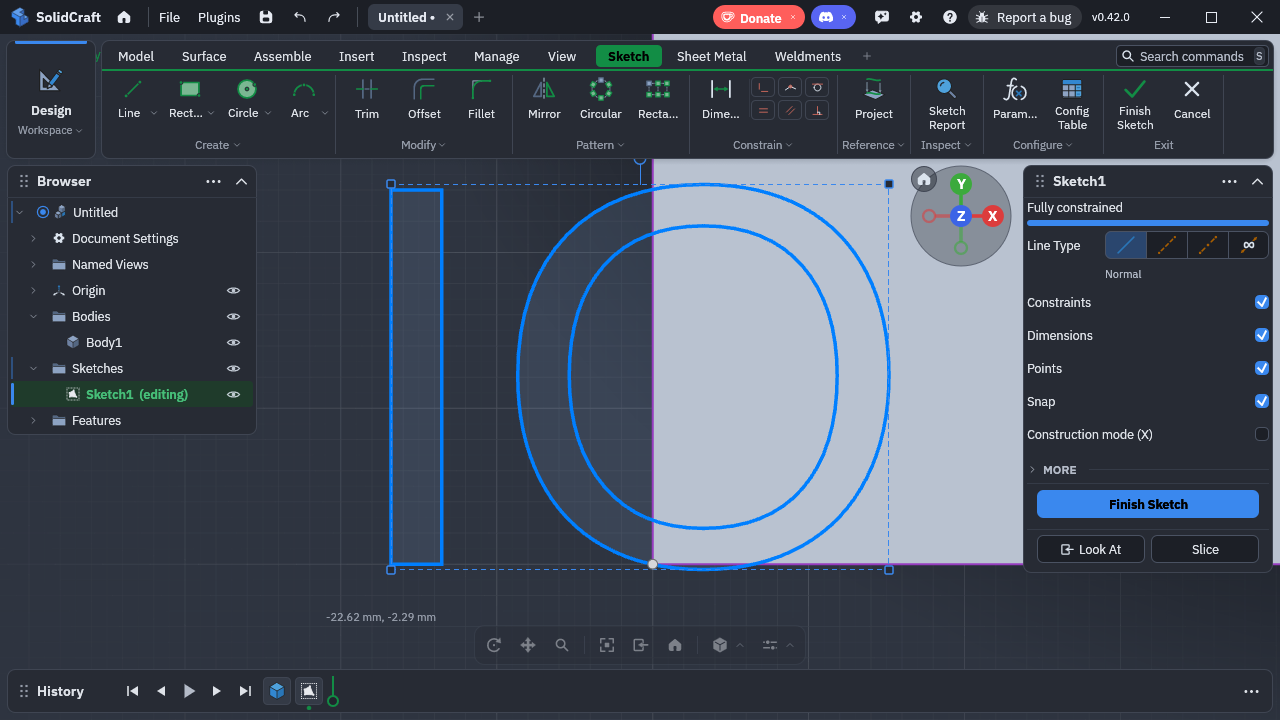 SolidCraft
File
Plugins
Untitled •
Donate
Report a bug
v0.42.0
Design
Workspace
Model
Surface
Assemble
Insert
Inspect
Manage
View
Sketch
Sheet Metal
Weldments
Search commands
S
Line
Rect...
Circle
Arc
Create
Trim
Offset
Fillet
Modify
Mirror
Circular
Recta...
Pattern
Dime...
Constrain
Project
Reference
Sketch Report
Inspect
Param...
Config Table
Configure
Finish Sketch
Cancel
Exit
Browser
Untitled
Document Settings
Named Views
Origin
Bodies
Body1
Sketches
Sketch1 (editing)
Features
IO
Y
Z
X
Sketch1
Fully constrained
Line Type
Normal
Constraints
Dimensions
Points
Snap
Construction mode (X)
MORE
Finish Sketch
Look At
Slice
-22.62 mm, -2.29 mm
History